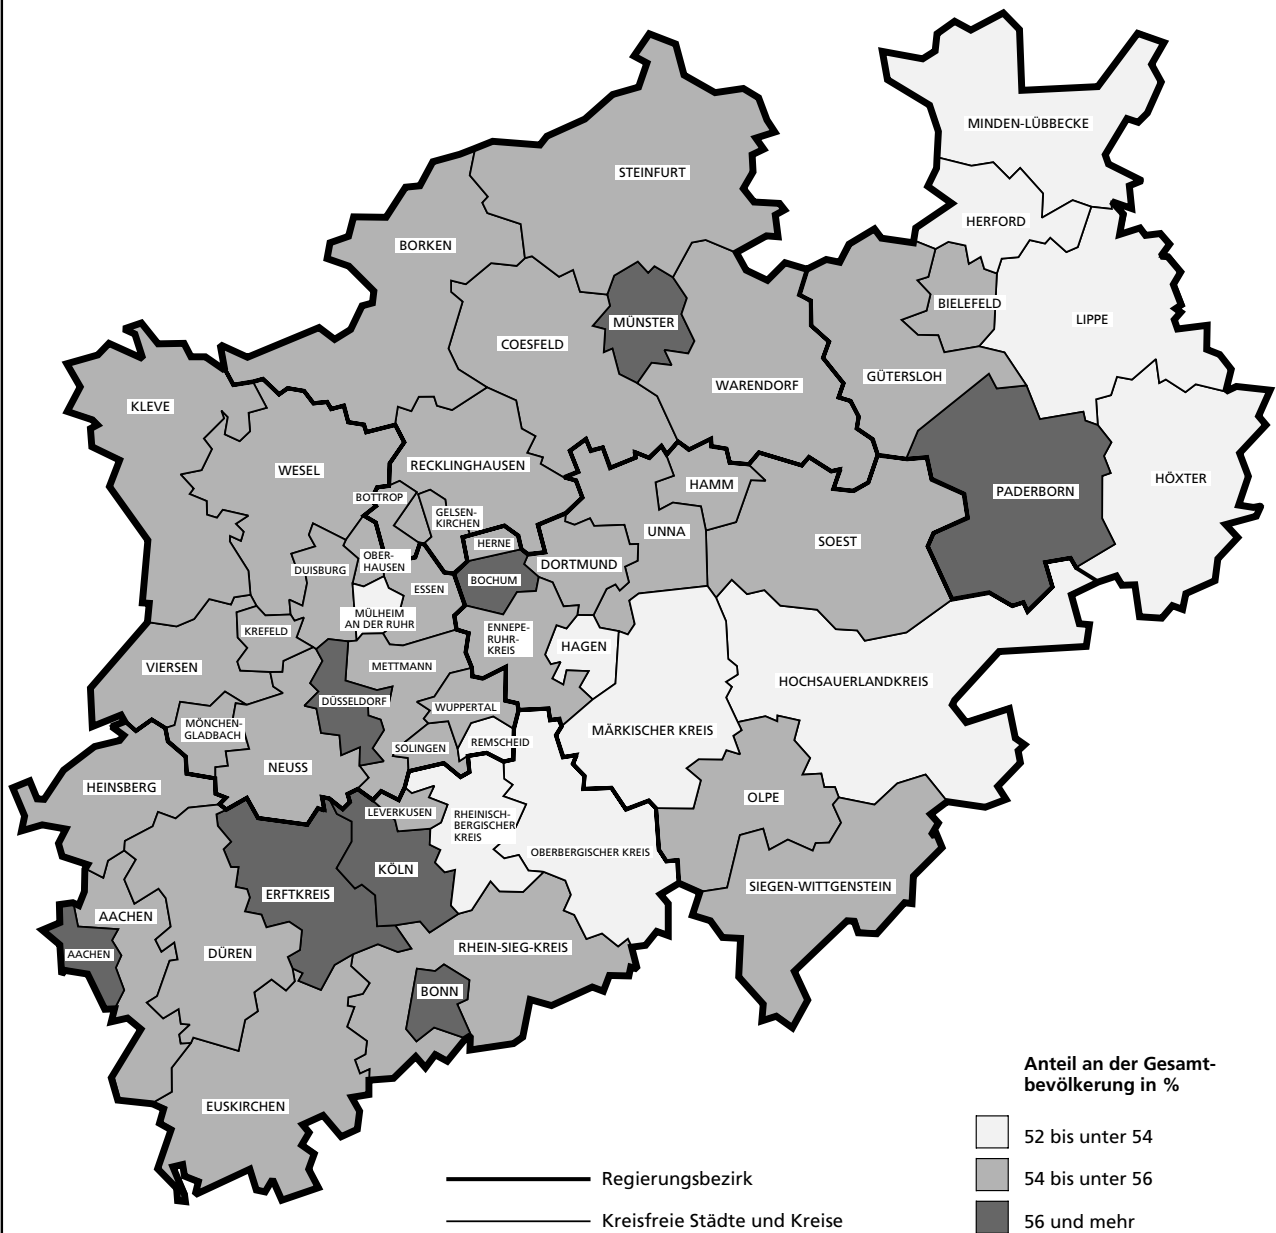 MINDEN-LÜBBECKE
STEINFURT
HERFORD
BORKEN
BIELEFELD
MÜNSTER
LIPPE
COESFELD
GÜTERSLOH
WARENDORF
KLEVE
RECKLINGHAUSEN
WESEL
HÖXTER
HAMM
PADERBORN
BOTTROP
GELSEN-
KIRCHEN
UNNA
HERNE
SOEST
OBER-
HAUSEN
DORTMUND
DUISBURG
BOCHUM
ESSEN
MÜLHEIM
AN DER RUHR
KREFELD
ENNEPE-
RUHR-
KREIS
HAGEN
VIERSEN
METTMANN
HOCHSAUERLANDKREIS
DÜSSELDORF
WUPPERTAL
MÖNCHEN-
GLADBACH
MÄRKISCHER KREIS
REMSCHEID
SOLINGEN
NEUSS
HEINSBERG
OLPE
LEVERKUSEN
RHEINISCH-
BERGISCHER
KREIS
OBERBERGISCHER KREIS
KÖLN
ERFTKREIS
SIEGEN-WITTGENSTEIN
AACHEN
RHEIN-SIEG-KREIS
AACHEN
DÜREN
BONN
EUSKIRCHEN
Anteil an der Gesamt-
bevölkerung in %
52 bis unter 54
54 bis unter 56
56 und mehr
Regierungsbezirk
Kreisfreie Städte und Kreise